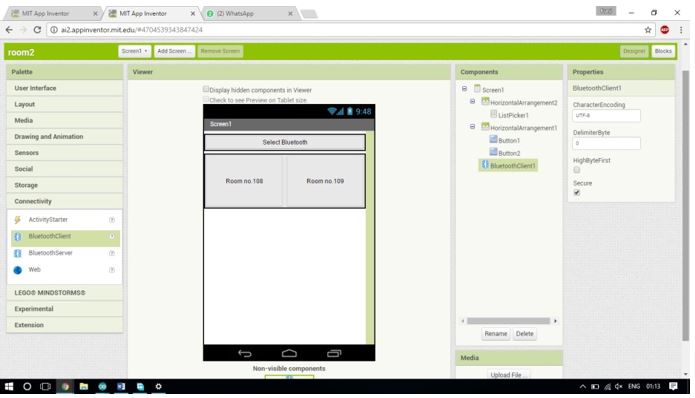 MIT App Inventor
MIT App Inventor
(2) WhatsApp
ai2.appinventor.mit.edu/#4704539343847424
room2
Screen1
Add Screen ...
Remove Screen
Designer
Blocks
Palette
User Interface
Layout
Media
Drawing and Animation
Sensors
Social
Storage
Connectivity
ActivityStarter
BluetoothClient
BluetoothServer
Web
LEGO® MINDSTORMS®
Experimental
Extension
Viewer
Display hidden components in Viewer
Check to see Preview on Tablet size.
9:48
Screen1
Select Bluetooth
Room no.108
Room no.109
Non-visible components
Components
Screen1
HorizontalArrangement2
ListPicker1
HorizontalArrangement1
Button1
Button2
BluetoothClient1
Rename
Delete
Media
Upload File ...
Properties
BluetoothClient1
CharacterEncoding
UTF-8
DelimiterByte
0
HighByteFirst
Secure
ENG
01:13